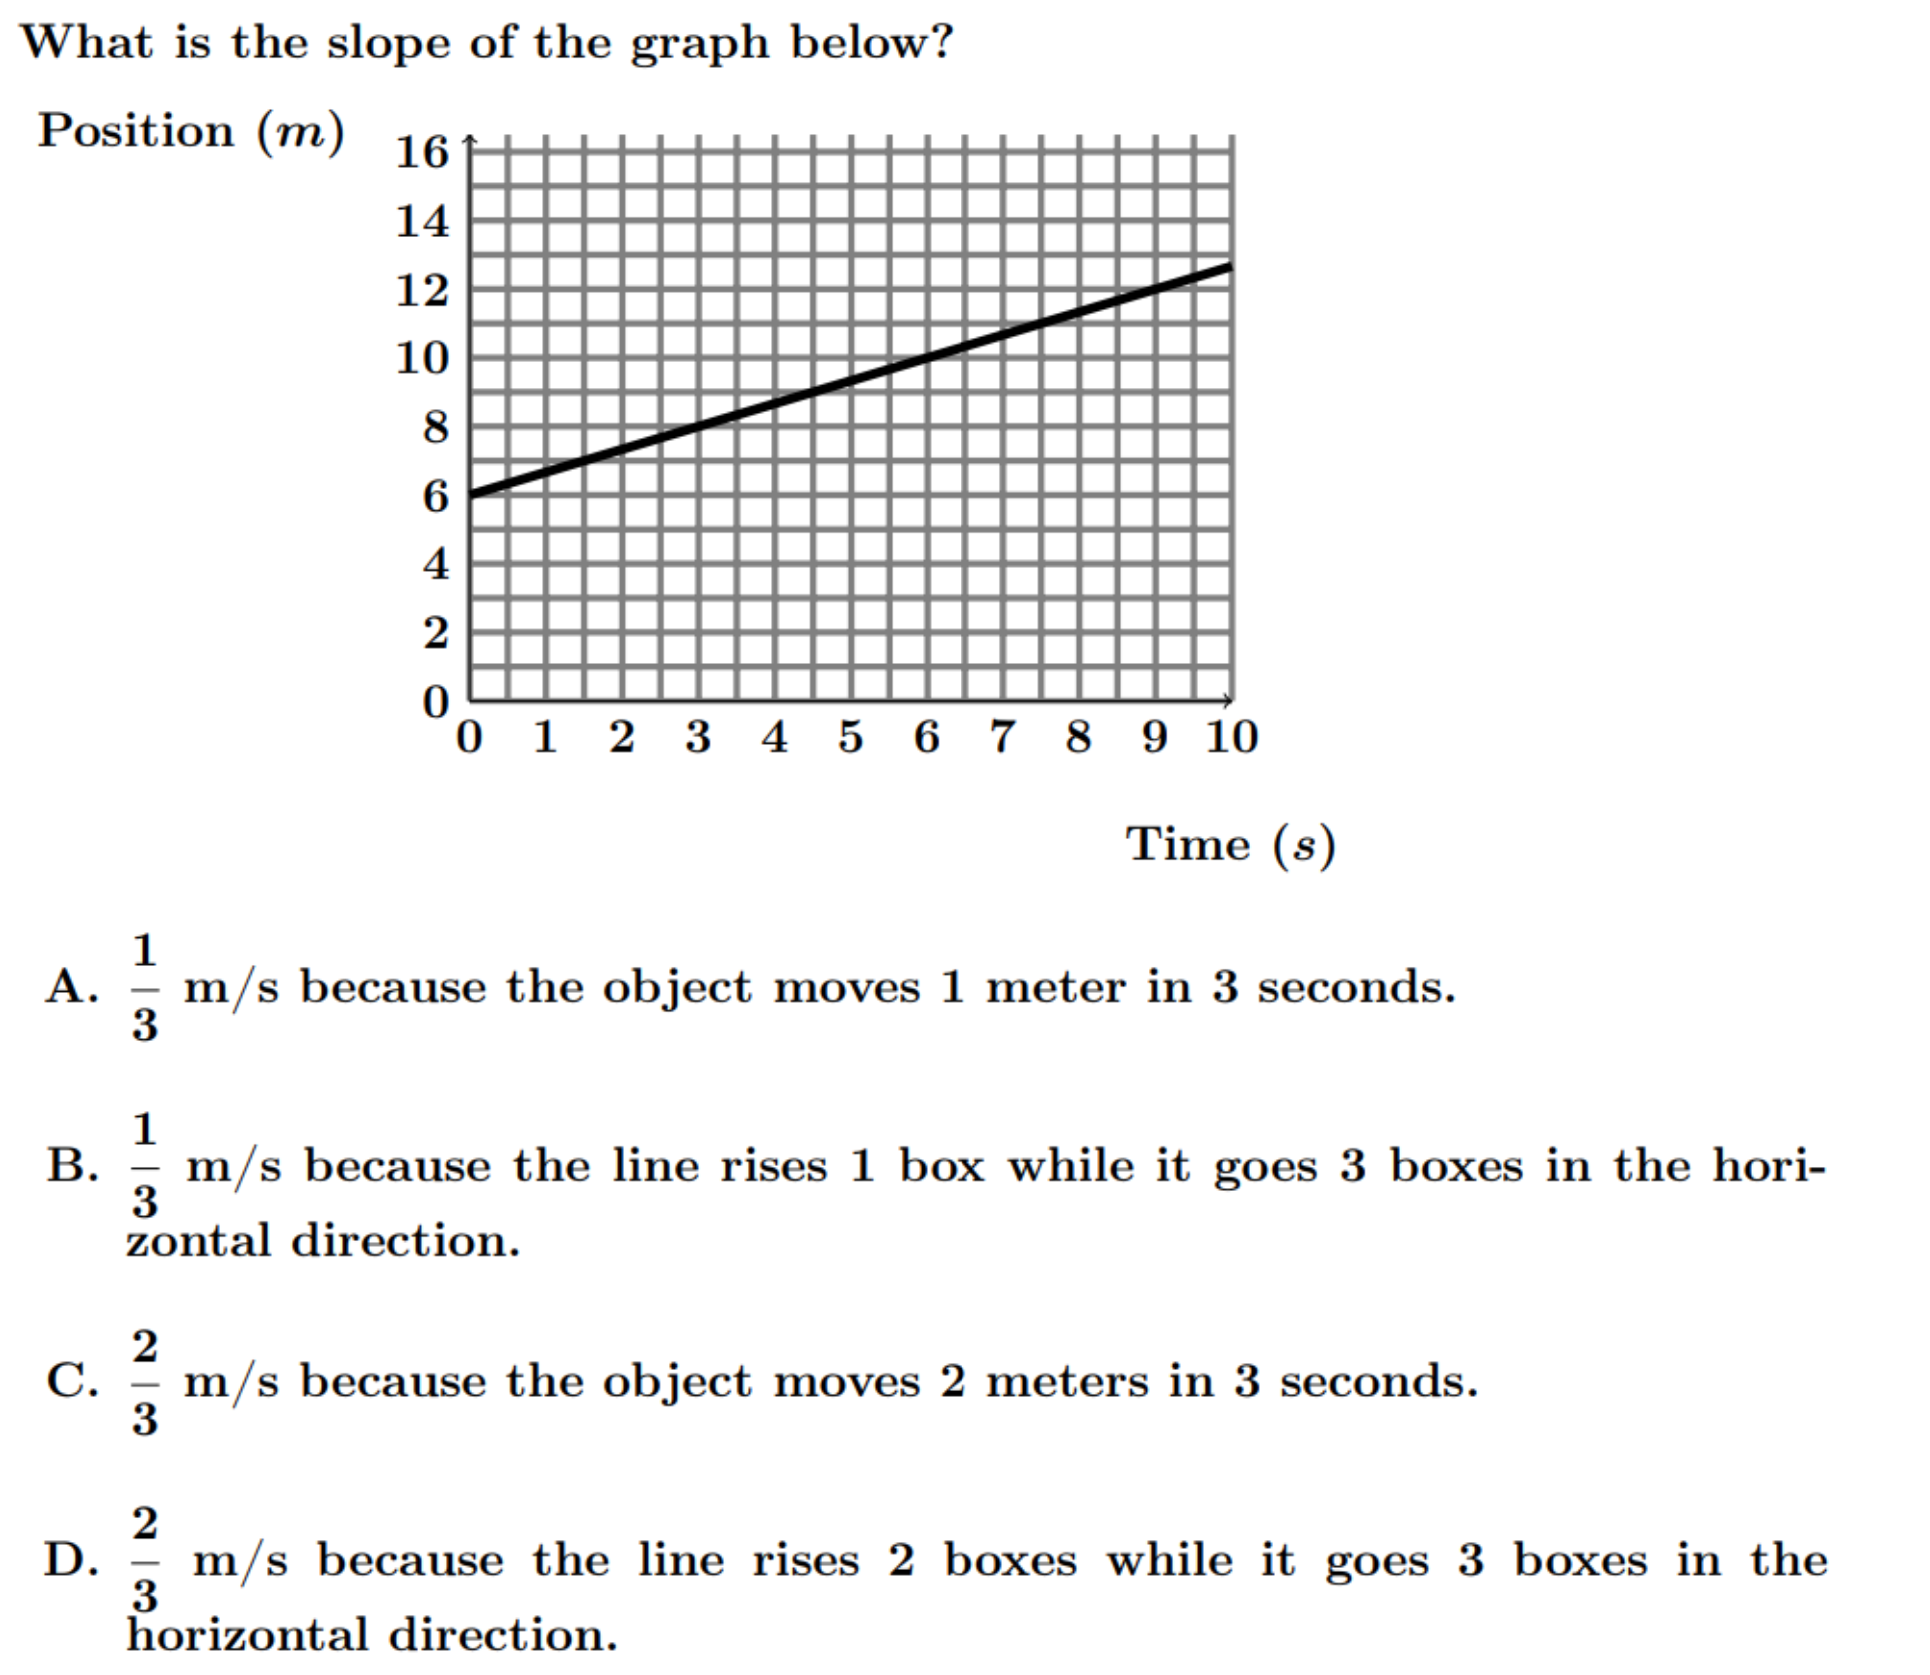 What is the slope of the graph below?
Position (m)
16
14
12
10
8
6
4
2
0
0 1 2 3 4 5 6 7 8 9 10
Time (s)
A. 1/3 m/s because the object moves 1 meter in 3 seconds.
B. 1/3 m/s because the line rises 1 box while it goes 3 boxes in the hori-
zontal direction.
C. 2/3 m/s because the object moves 2 meters in 3 seconds.
D. 2/3 m/s because the line rises 2 boxes while it goes 3 boxes in the
horizontal direction.